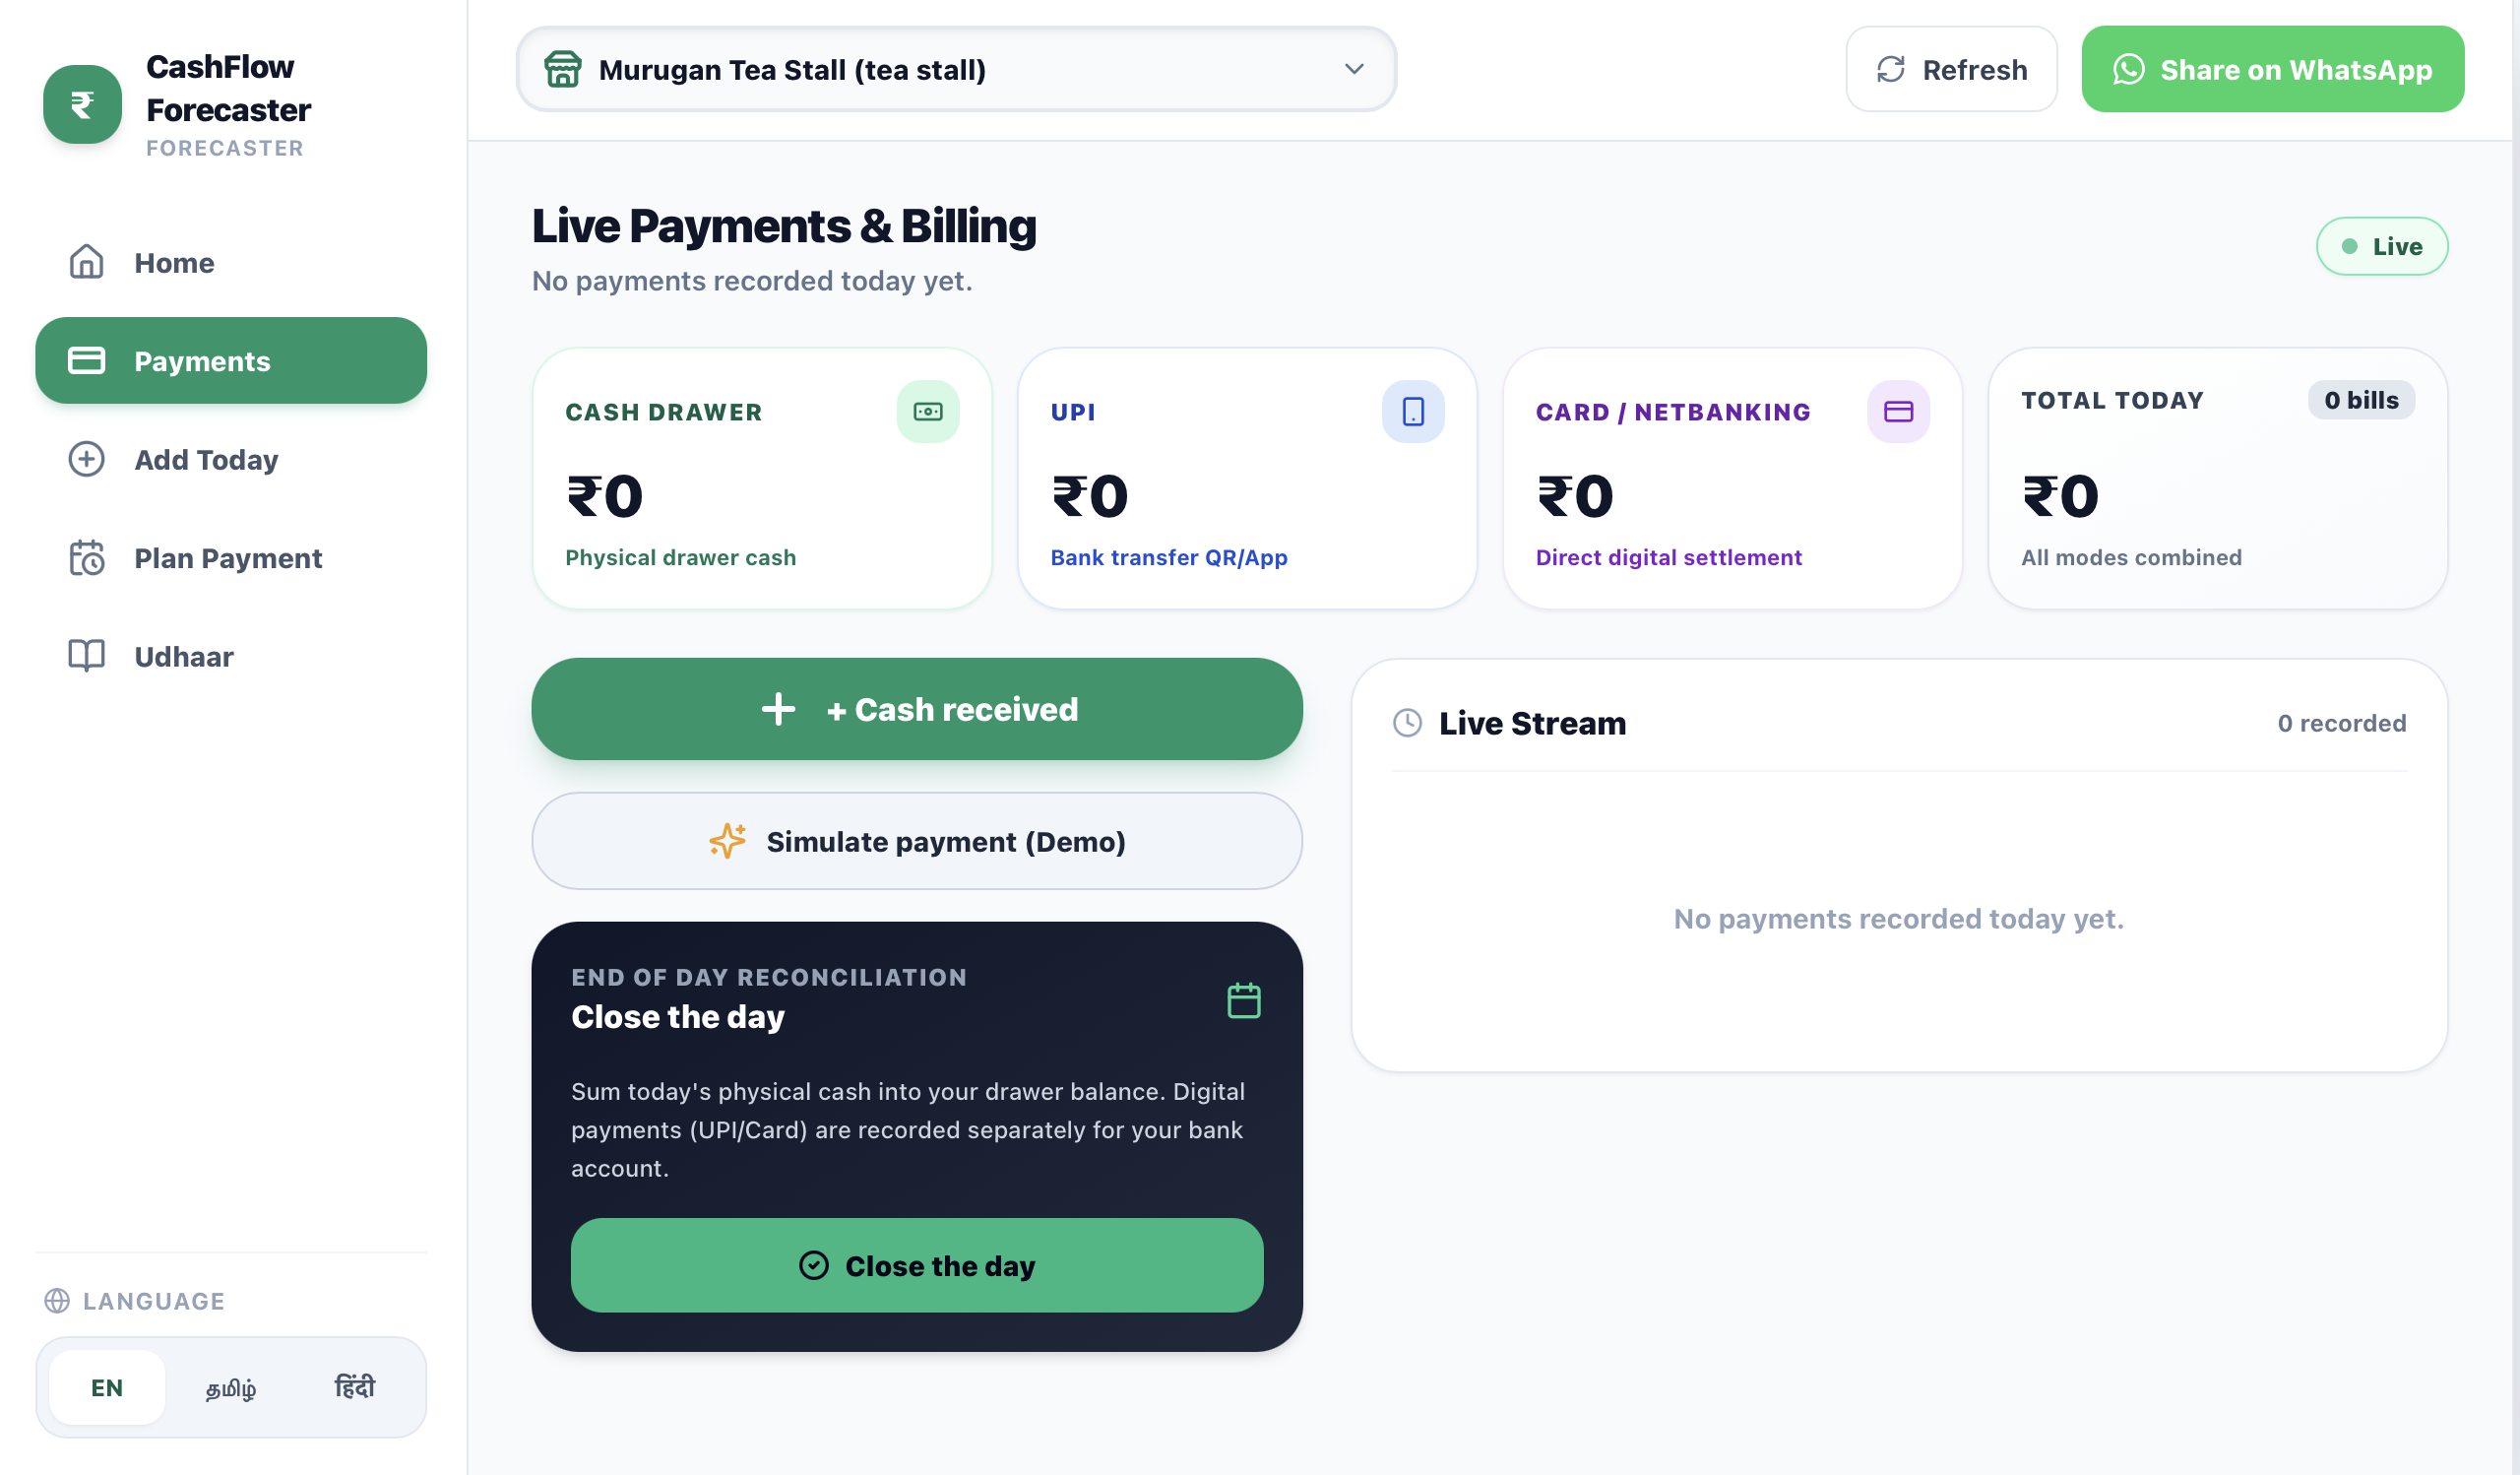 CashFlow
Forecaster
FORECASTER
Home
Payments
Add Today
Plan Payment
Udhaar
LANGUAGE
EN
தமிழ்
हिंदी
Murugan Tea Stall (tea stall)
Refresh
Share on WhatsApp
Live Payments & Billing
No payments recorded today yet.
Live
CASH DRAWER
₹0
Physical drawer cash
UPI
₹0
Bank transfer QR/App
CARD / NETBANKING
₹0
Direct digital settlement
TOTAL TODAY
0 bills
₹0
All modes combined
+ Cash received
Simulate payment (Demo)
END OF DAY RECONCILIATION
Close the day
Sum today's physical cash into your drawer balance. Digital
payments (UPI/Card) are recorded separately for your bank
account.
Close the day
Live Stream
0 recorded
No payments recorded today yet.